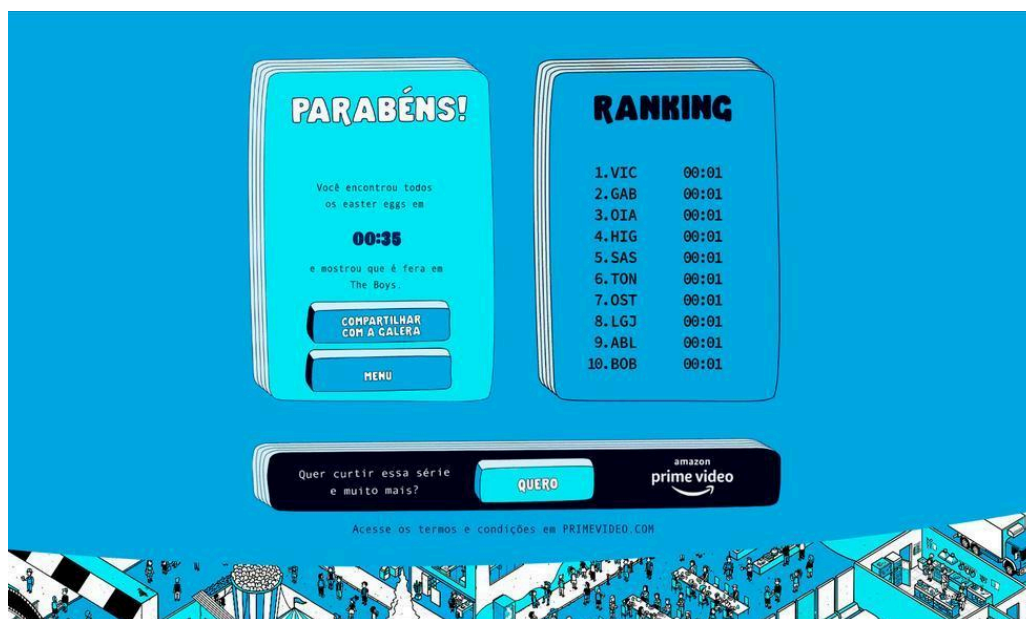 PARABÉNS!
Você encontrou todos
os easter eggs em
00:35
e mostrou que é fera em
The Boys.
COMPARTILHAR
COM A GALERA
MENU
RANKING
1.VIC 00:01
2.GAB 00:01
3.OIA 00:01
4.HIG 00:01
5.SAS 00:01
6.TON 00:01
7.OST 00:01
8.LGJ 00:01
9.ABL 00:01
10.BOB 00:01
Quer curtir essa série
e muito mais?
QUERO
amazon
prime video
Acesse os termos e condições em PRIMEVIDEO.COM